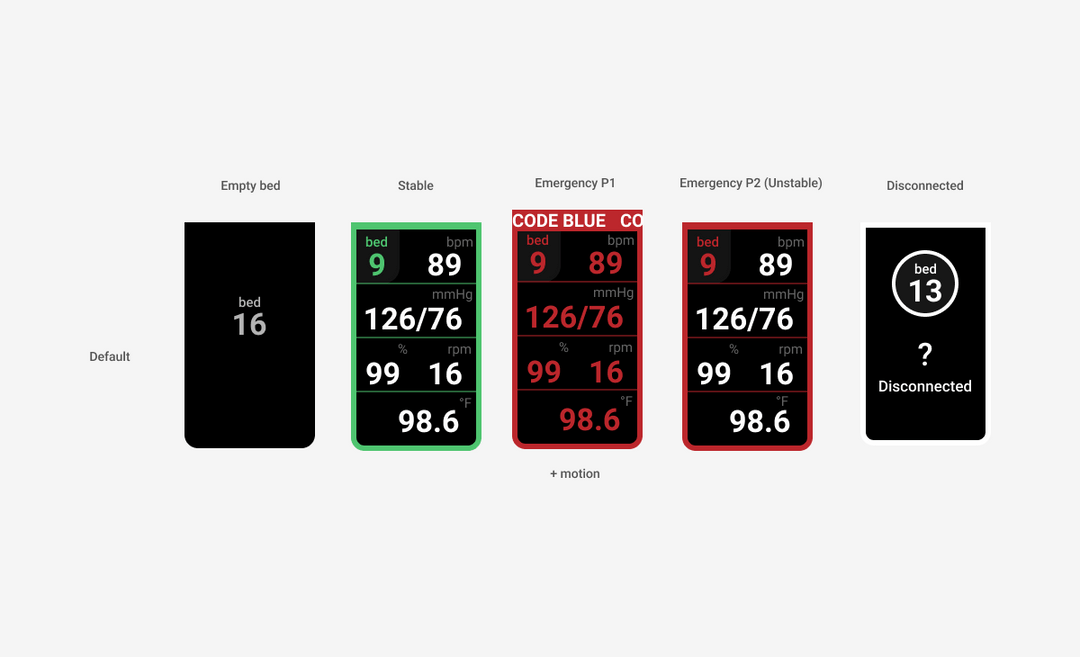 Empty bed
Stable
Emergency P1
Emergency P2 (Unstable)
Disconnected
Default
bed
16
bed bpm
9 89
mmHg
126/76
% rpm
99 16
°F
98.6
CODE BLUE CO
bed bpm
9 89
mmHg
126/76
% rpm
99 16
°F
98.6
+ motion
bed bpm
9 89
mmHg
126/76
% rpm
99 16
°F
98.6
bed
13
?
Disconnected